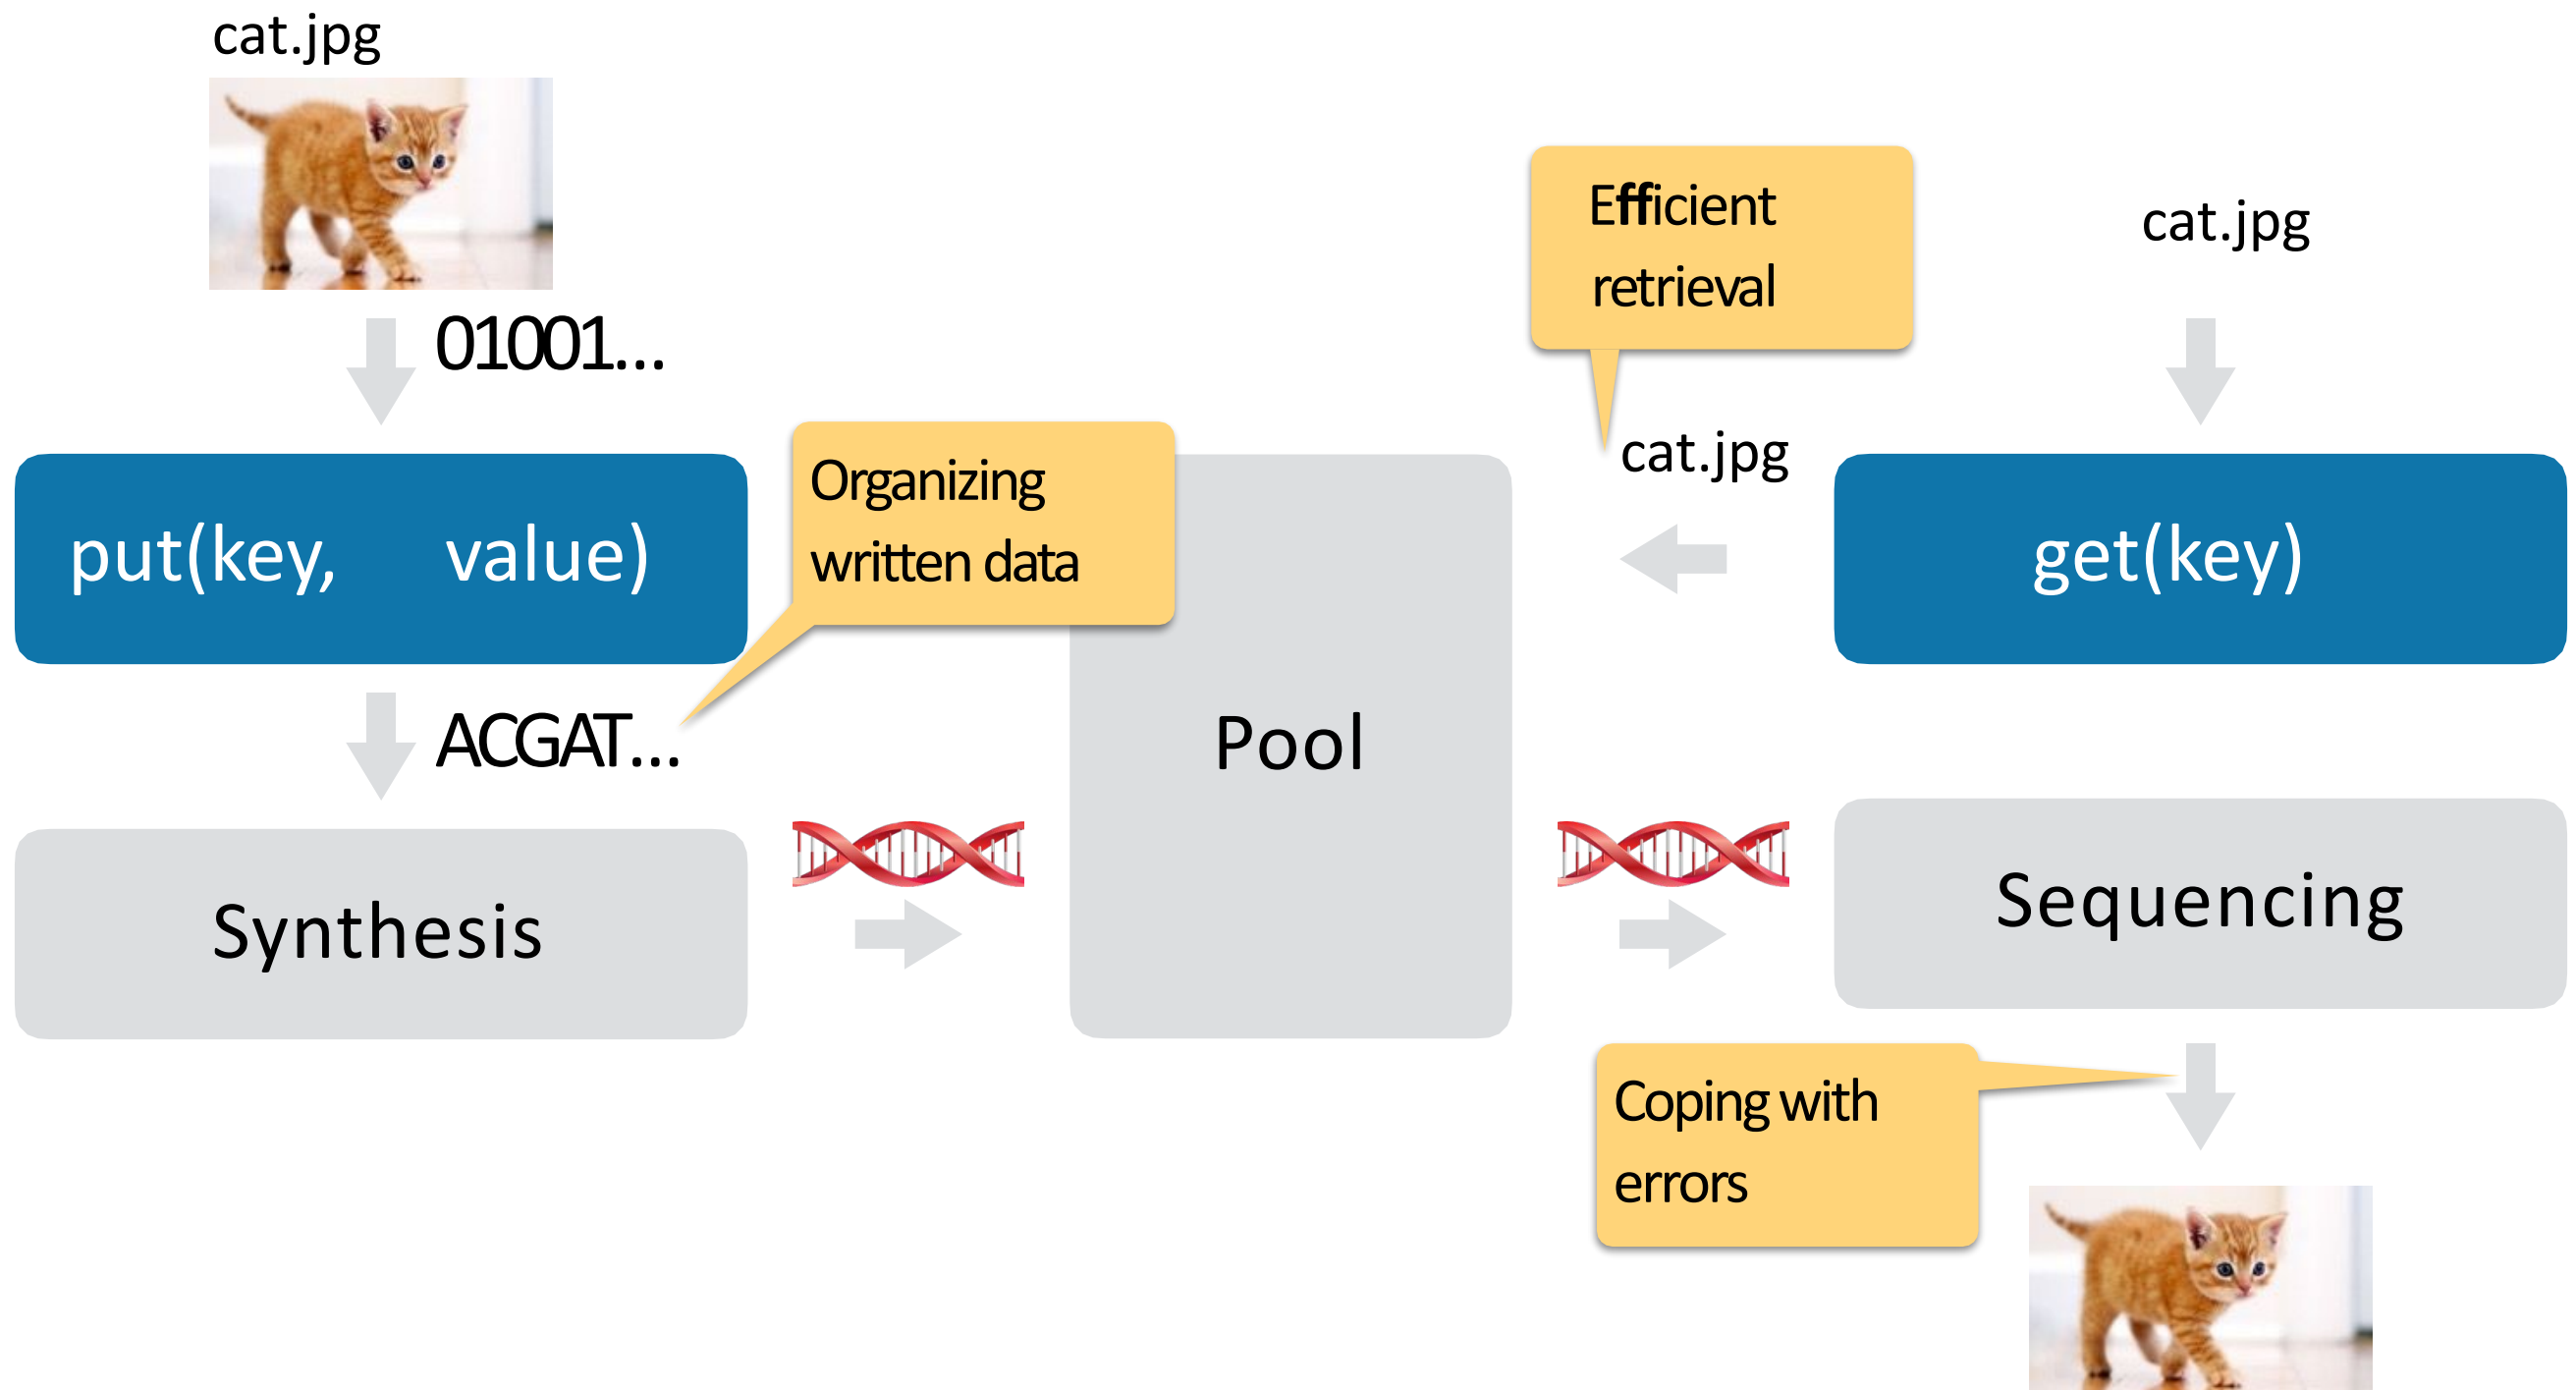 cat.jpg
01001...
put(key, value)
ACGAT...
Synthesis
Organizing
written data
Pool
Efficient
retrieval
cat.jpg
cat.jpg
get(key)
Sequencing
Coping with
errors